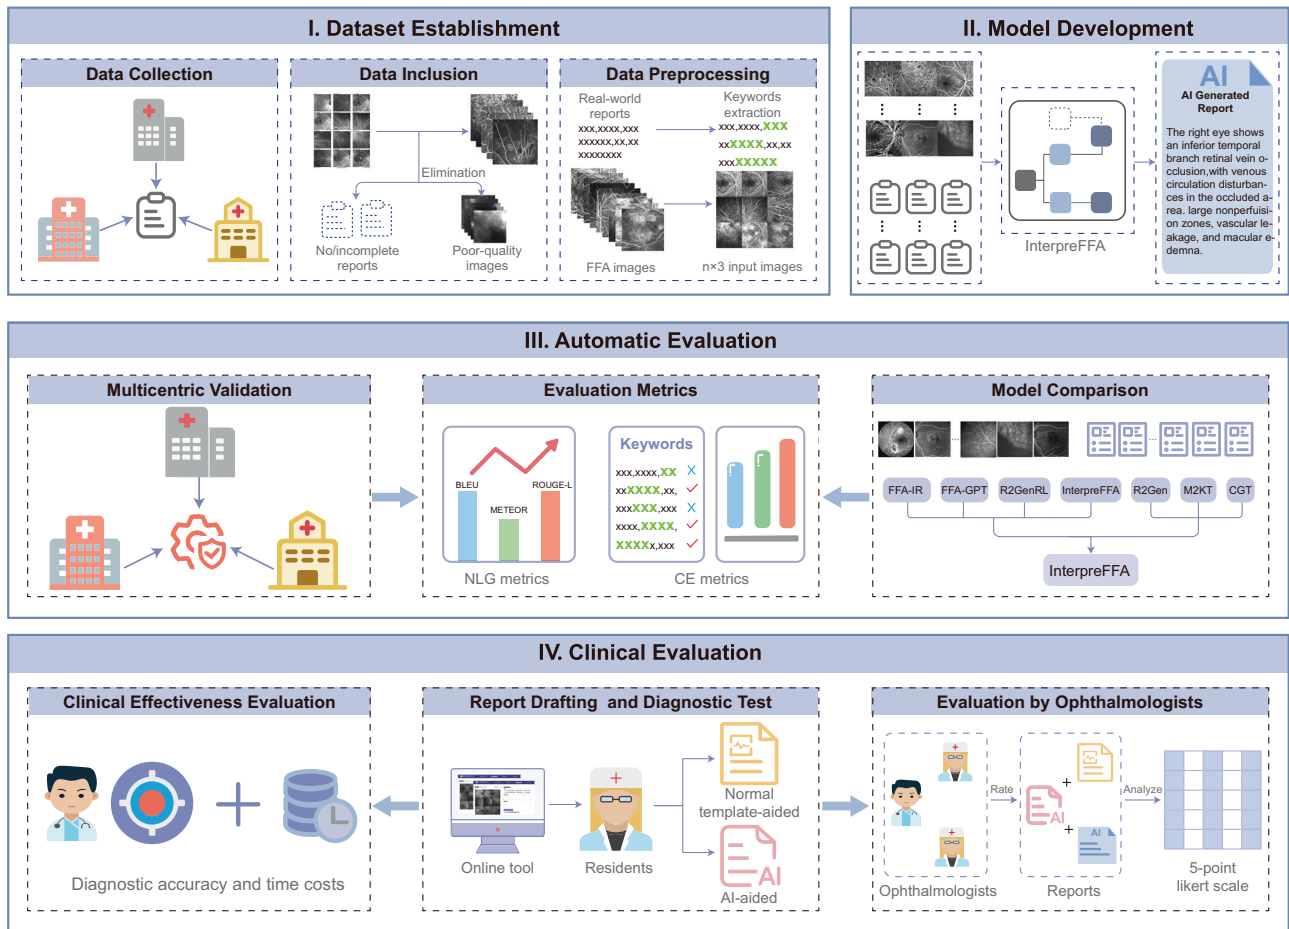 I. Dataset Establishment
Data Collection
Data Inclusion
Elimination
No/incomplete
reports
Poor-quality
images
Data Preprocessing
Real-world
reports
xxx,xxxx,xxx
xxxxxx,xx,xx
xxxxxxxx
Keywords
extraction
xxx,xxxx,xxx
xxxxxx,xx,xx
xxxxxxxx
FFA images
n×3 input images
II. Model Development
InterpreFFA
AI
AI Generated
Report
The right eye shows
an inferior temporal
branch retinal vein o-
cclusion,with venous
circulation disturban-
ces in the occluded a-
rea. large nonperfuisi-
on zones, vascular le-
akage, and macular e-
demna.
III. Automatic Evaluation
Multicentric Validation
Evaluation Metrics
BLEU
METEOR
ROUGE-L
NLG metrics
Keywords
xxx,xxxx,xx
xxxxxx,xx,
xxxxxx,xxx
xxxx,xxxxx,
xxxxx,xxx
CE metrics
Model Comparison
FFA-IR
FFA-GPT
R2GenRL
InterpreFFA
R2Gen
M2KT
CGT
InterpreFFA
IV. Clinical Evaluation
Clinical Effectiveness Evaluation
Diagnostic accuracy and time costs
Report Drafting and Diagnostic Test
Online tool
Residents
Normal
template-aided
AI
AI-aided
Evaluation by Ophthalmologists
Ophthalmologists
Rate
AI
AI
Reports
Analyze
5-point
likert scale